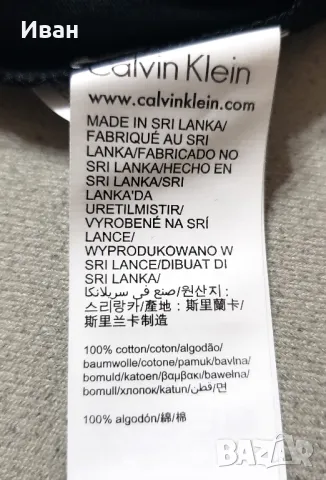 Иван
Calvin Klein
www.calvinklein.com
MADE IN SRI LANKA/
FABRIQUÉ AU SRI
LANKA/FABRICADO NO
SRI LANKA/HECHO EN
SRI LANKA/SRI
LANKA'DA
URETILMISTIR/
VYROBENÉ NA SRÍ
LANCE/
WYPRODUKOWANO W
SRI LANCE/DIBUAT DI
SRI LANKA/
صنع في سريلانكا/원산지 :
스리랑카/產地 : 斯里蘭卡/
斯里兰卡制造
100% cotton/coton/algodão/
baumwolle/cotone/pamuk/bavlna/
bomuld/katoen/βαμβακι/bawełna/
bomull/хлопок/katun/قطن/면
100% algodón/綿/棉
BAZAR.BG